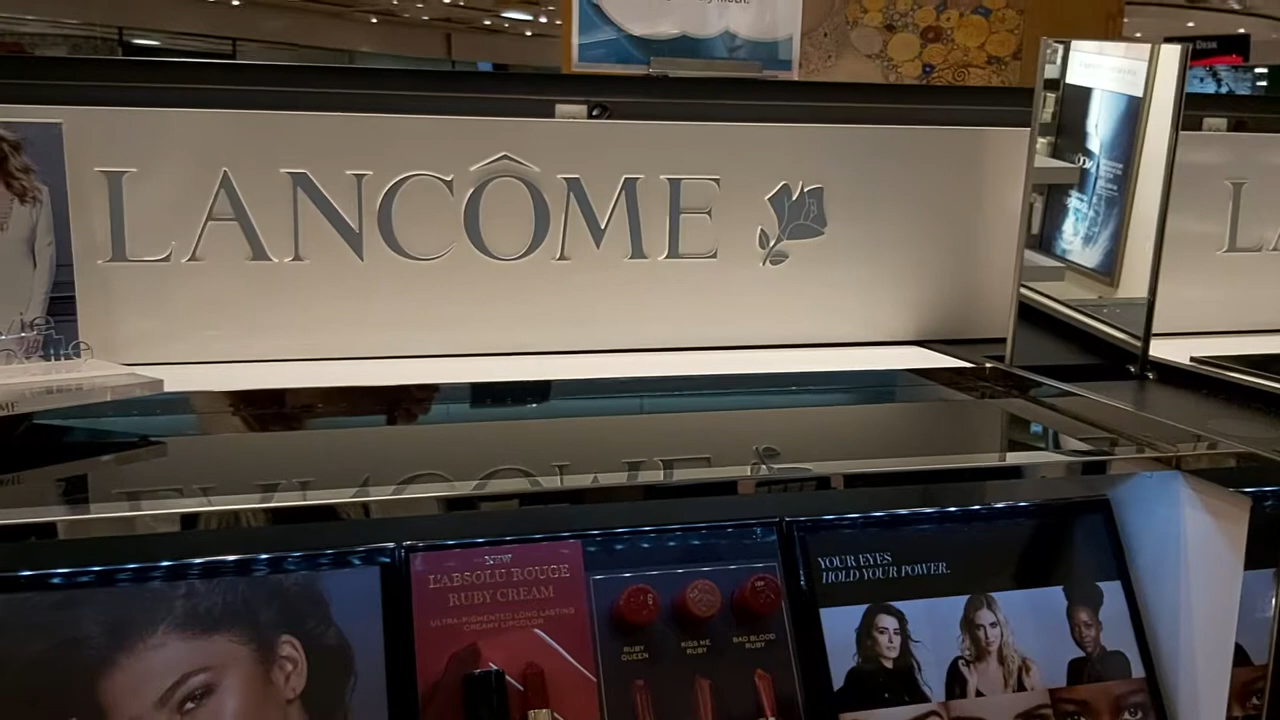 LANCÔME
NEW
L'ABSOLU ROUGE
RUBY CREAM
ULTRA-PIGMENTED LONG LASTING
CREAMY LIPCOLOR
RUBY
QUEEN
KISS ME
RUBY
BAD BLOOD
RUBY
YOUR EYES
HOLD YOUR POWER.
DESK